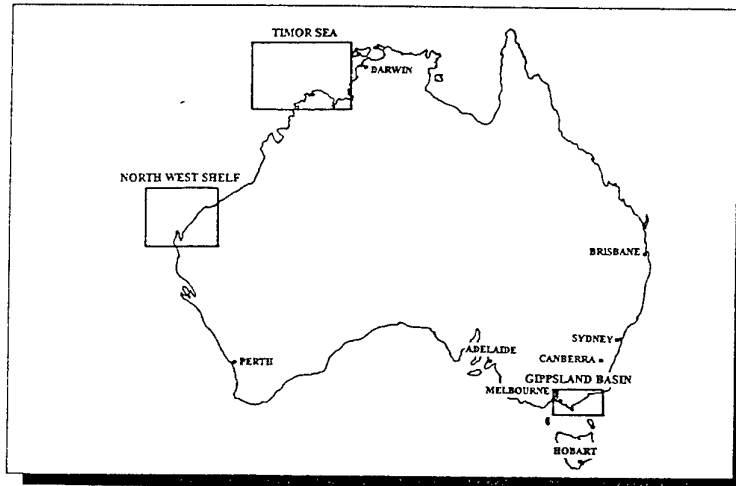 TIMOR SEA
DARWIN
NORTH WEST SHELF
BRISBANE
SYDNEY
ADELAIDE
CANBERRA
PERTH
GIPPSLAND BASIN
MELBOURNE
HOBART